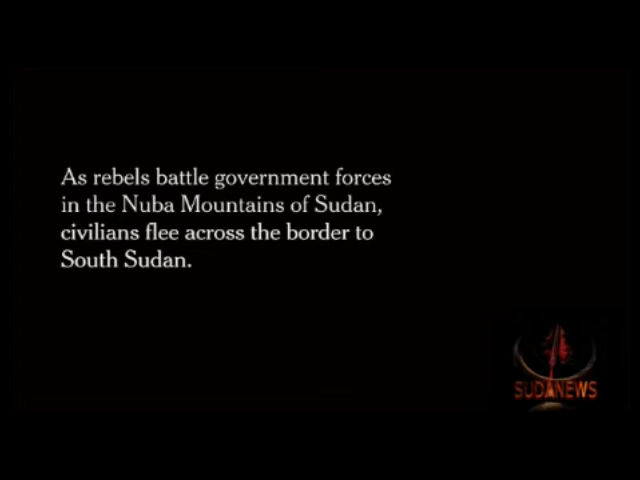 As rebels battle government forces
in the Nuba Mountains of Sudan,
civilians flee across the border to
South Sudan.
SUDANEWS